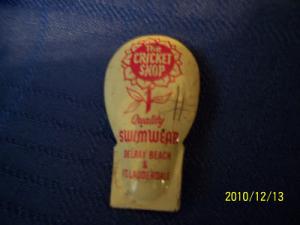 The
CRICKET
SHOP
Quality
SWIMWEAR
DELRAY BEACH
&
FT. LAUDERDALE
2010/12/13